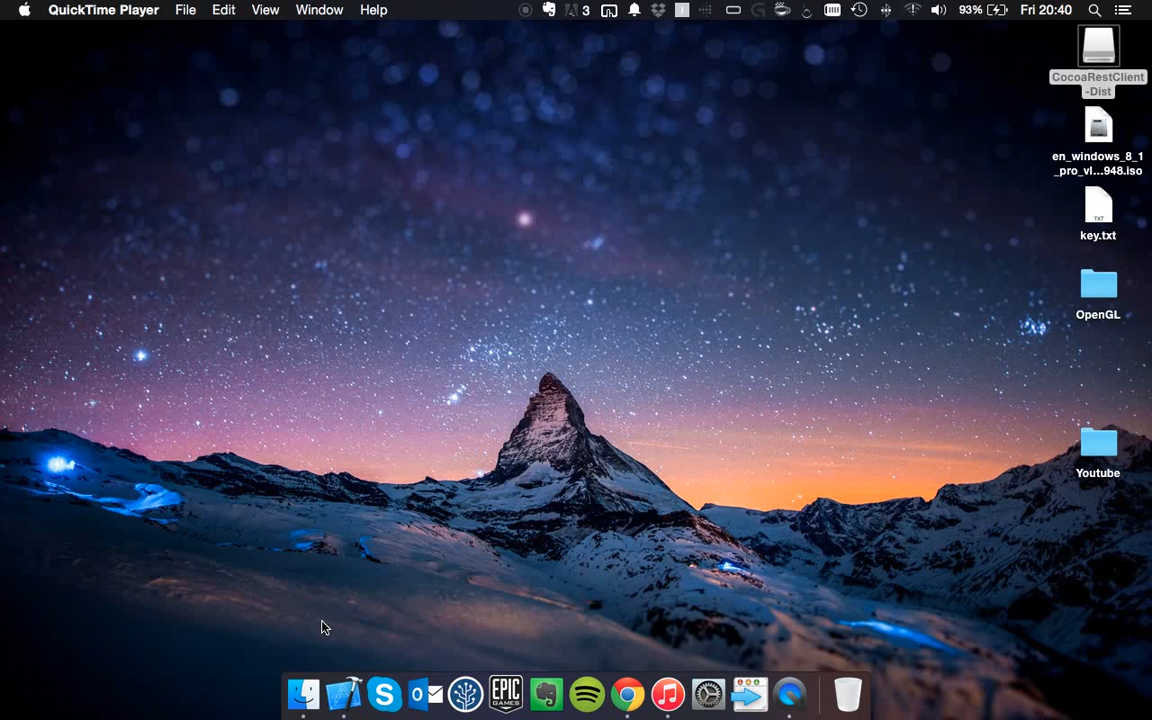 QuickTime Player File Edit View Window Help 3 93% Fri 20:40
CocoaRestClient
-Dist
en_windows_8_1
_pro_vl...948.iso
TXT
key.txt
OpenGL
Youtube
EPIC
GAMES